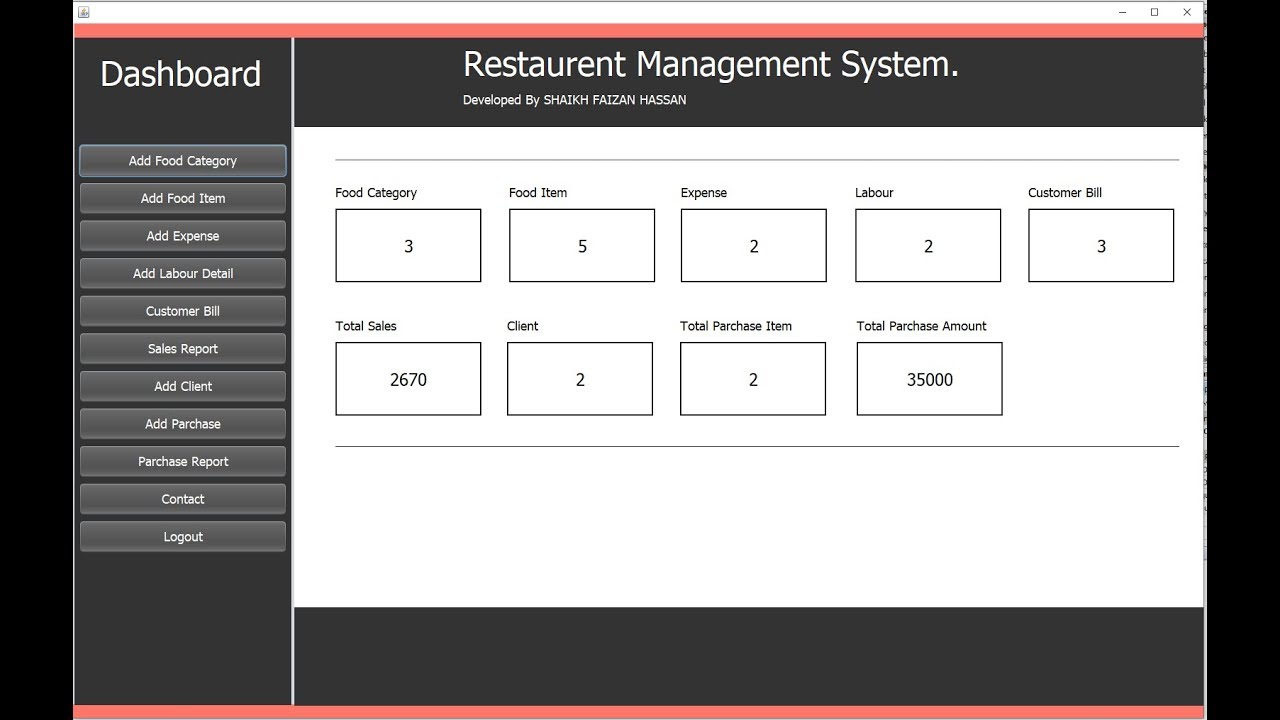 Dashboard
Restaurent Management System.
Developed By SHAIKH FAIZAN HASSAN
Add Food Category
Add Food Item
Add Expense
Add Labour Detail
Customer Bill
Sales Report
Add Client
Add Purchase
Parchase Report
Contact
Logout
Food Category
Food Item
Expense
Labour
Customer Bill
3
5
2
2
3
Total Sales
Client
Total Parchase Item
Total Parchase Amount
2670
2
2
35000